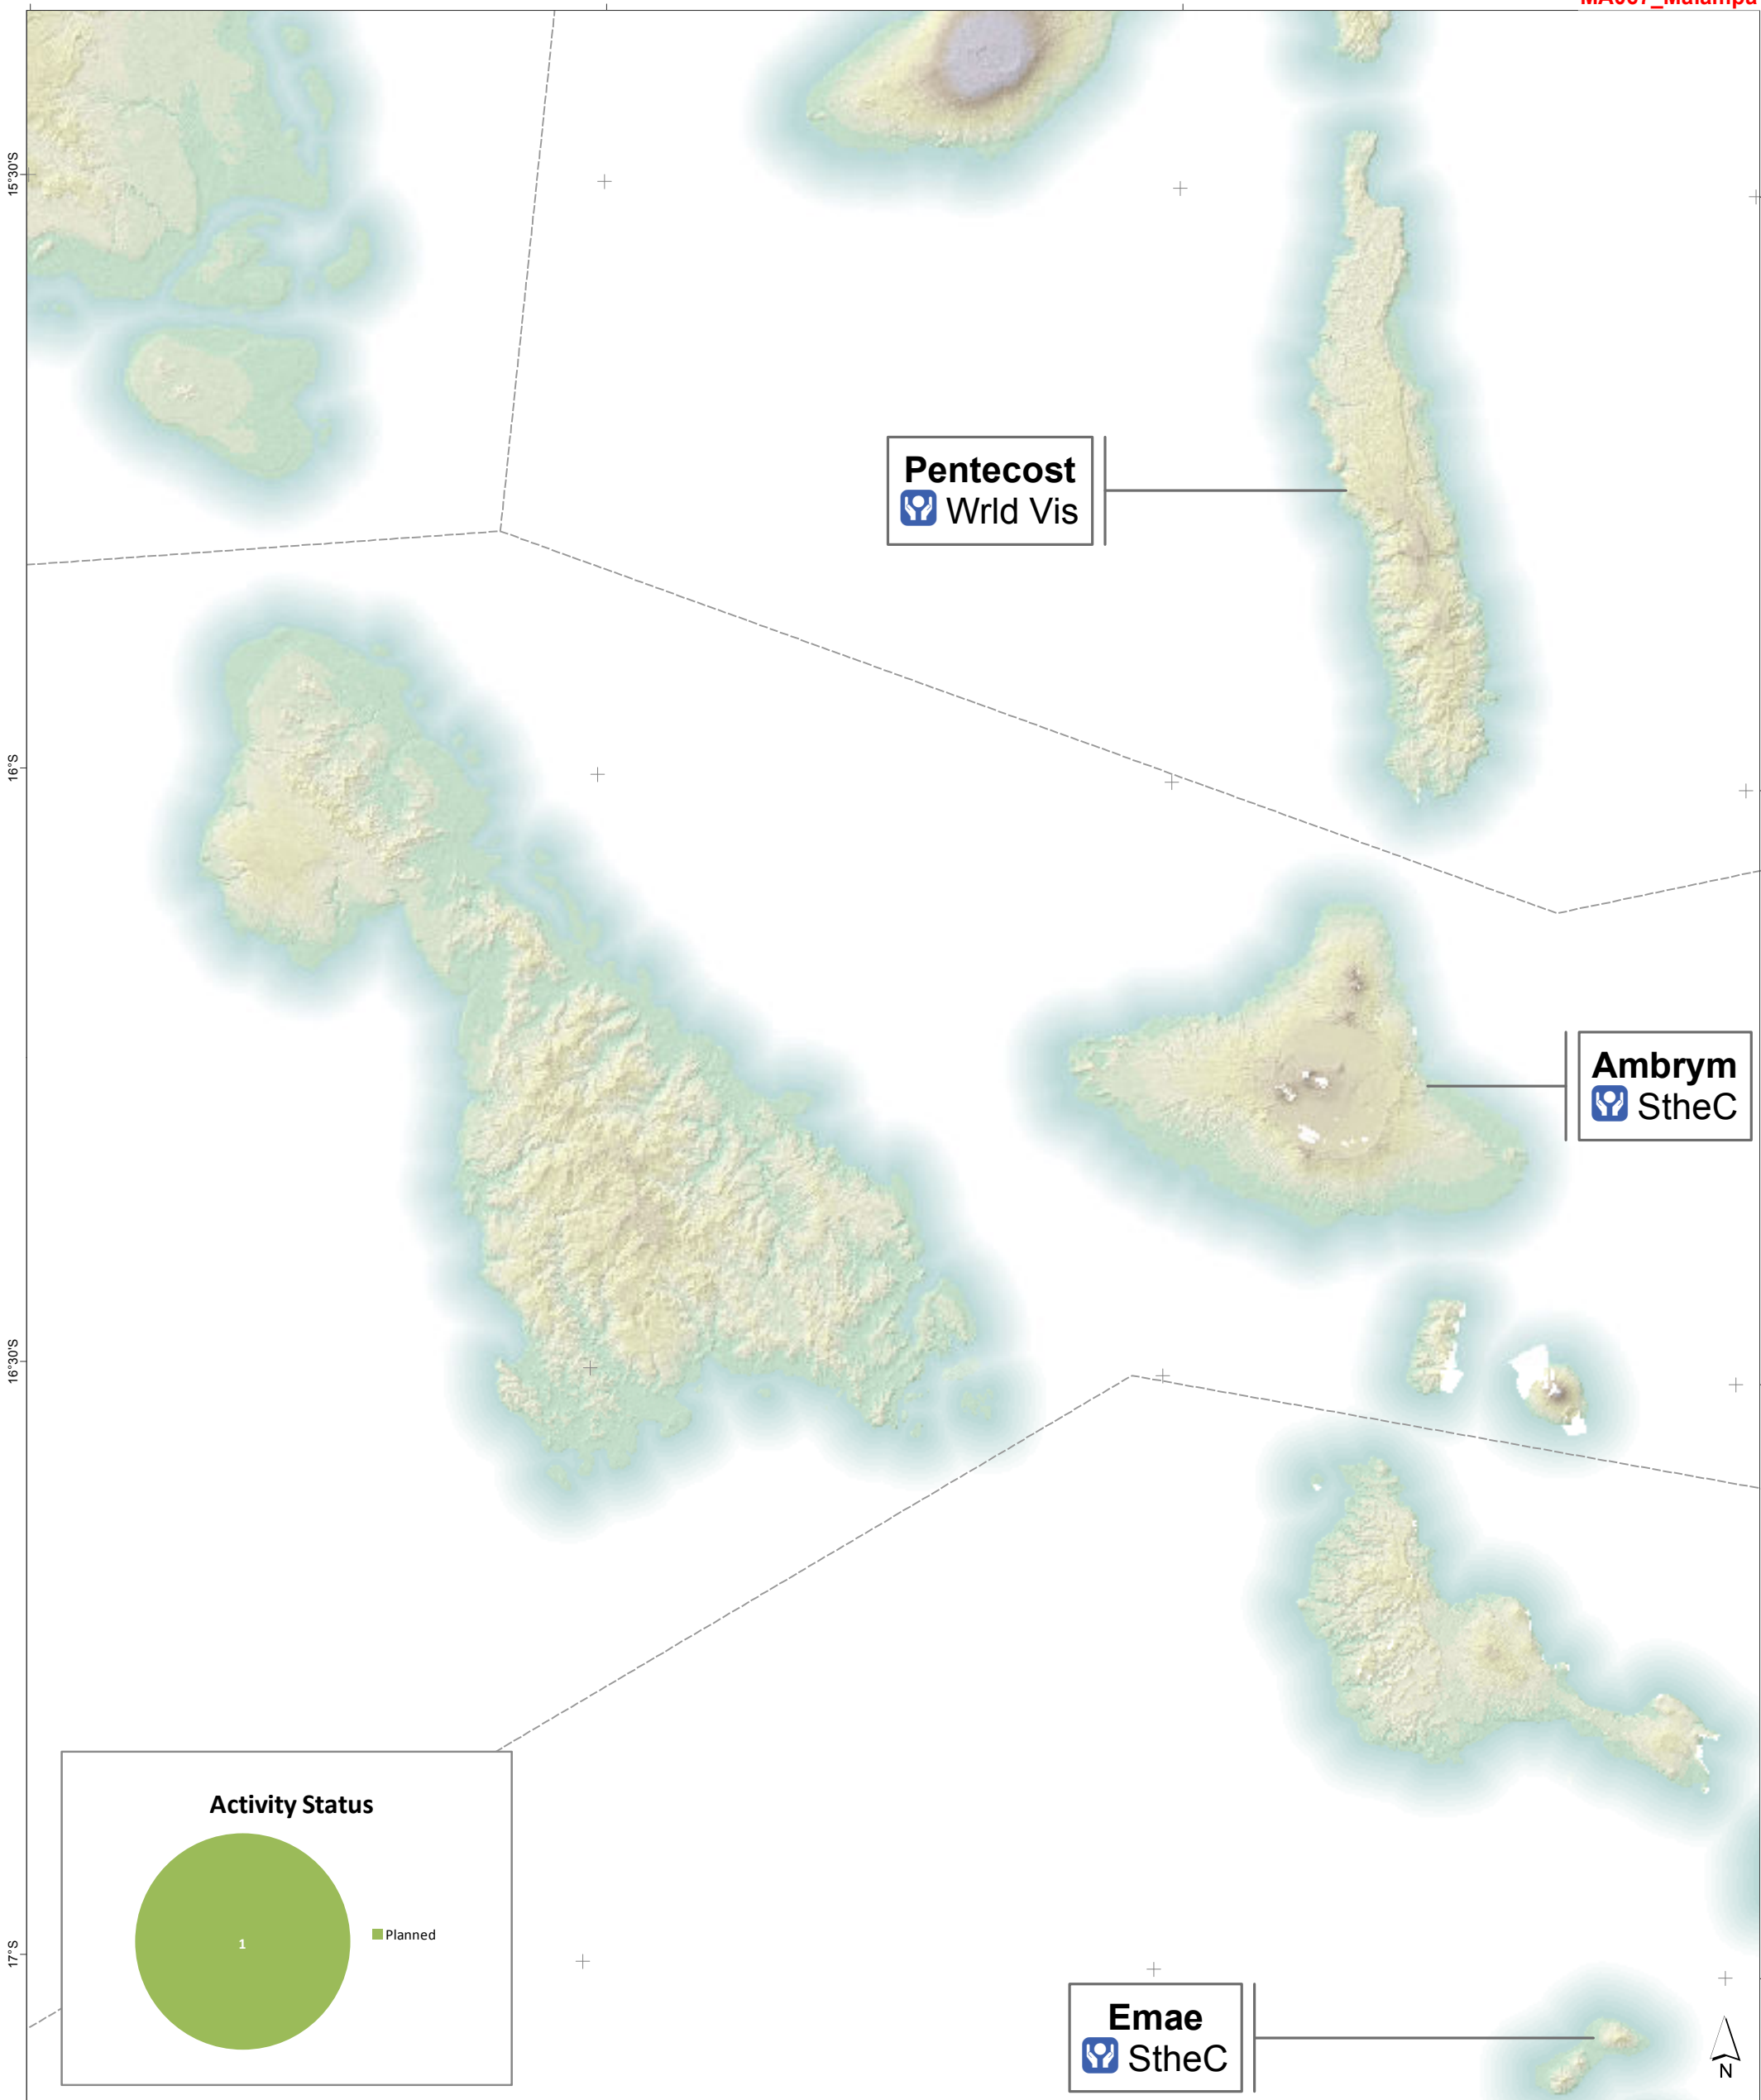 15°30'S
Pentecost
Wrld Vis
16°S
Ambrym
StheC
16°30'S
Activity Status
1
Planned
17°S
Emae
StheC
N